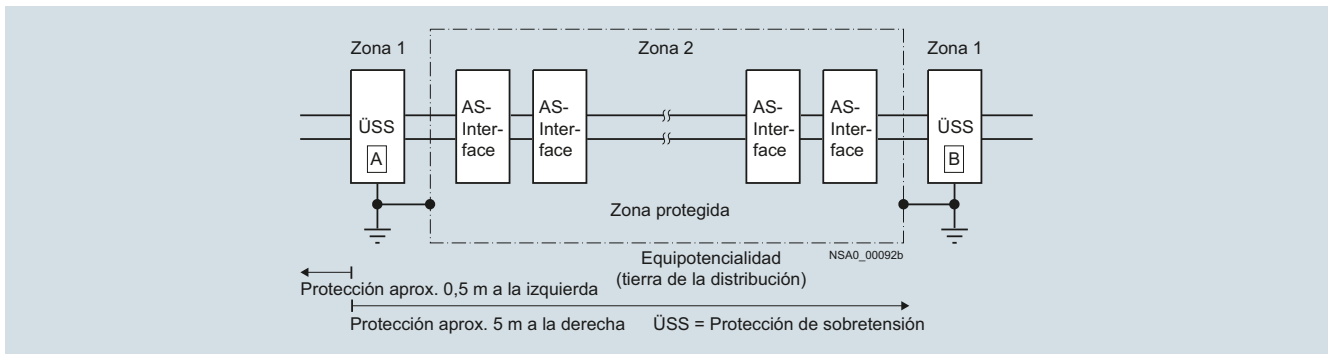 Zona 1
Zona 2
Zona 1
ÜSS
A
AS-
Inter-
face
AS-
Inter-
face
AS-
Inter-
face
AS-
Inter-
face
ÜSS
B
Zona protegida
Equipotencialidad
(tierra de la distribución)
NSA0_00092b
Protección aprox. 0,5 m a la izquierda
Protección aprox. 5 m a la derecha
ÜSS = Protección de sobretensión